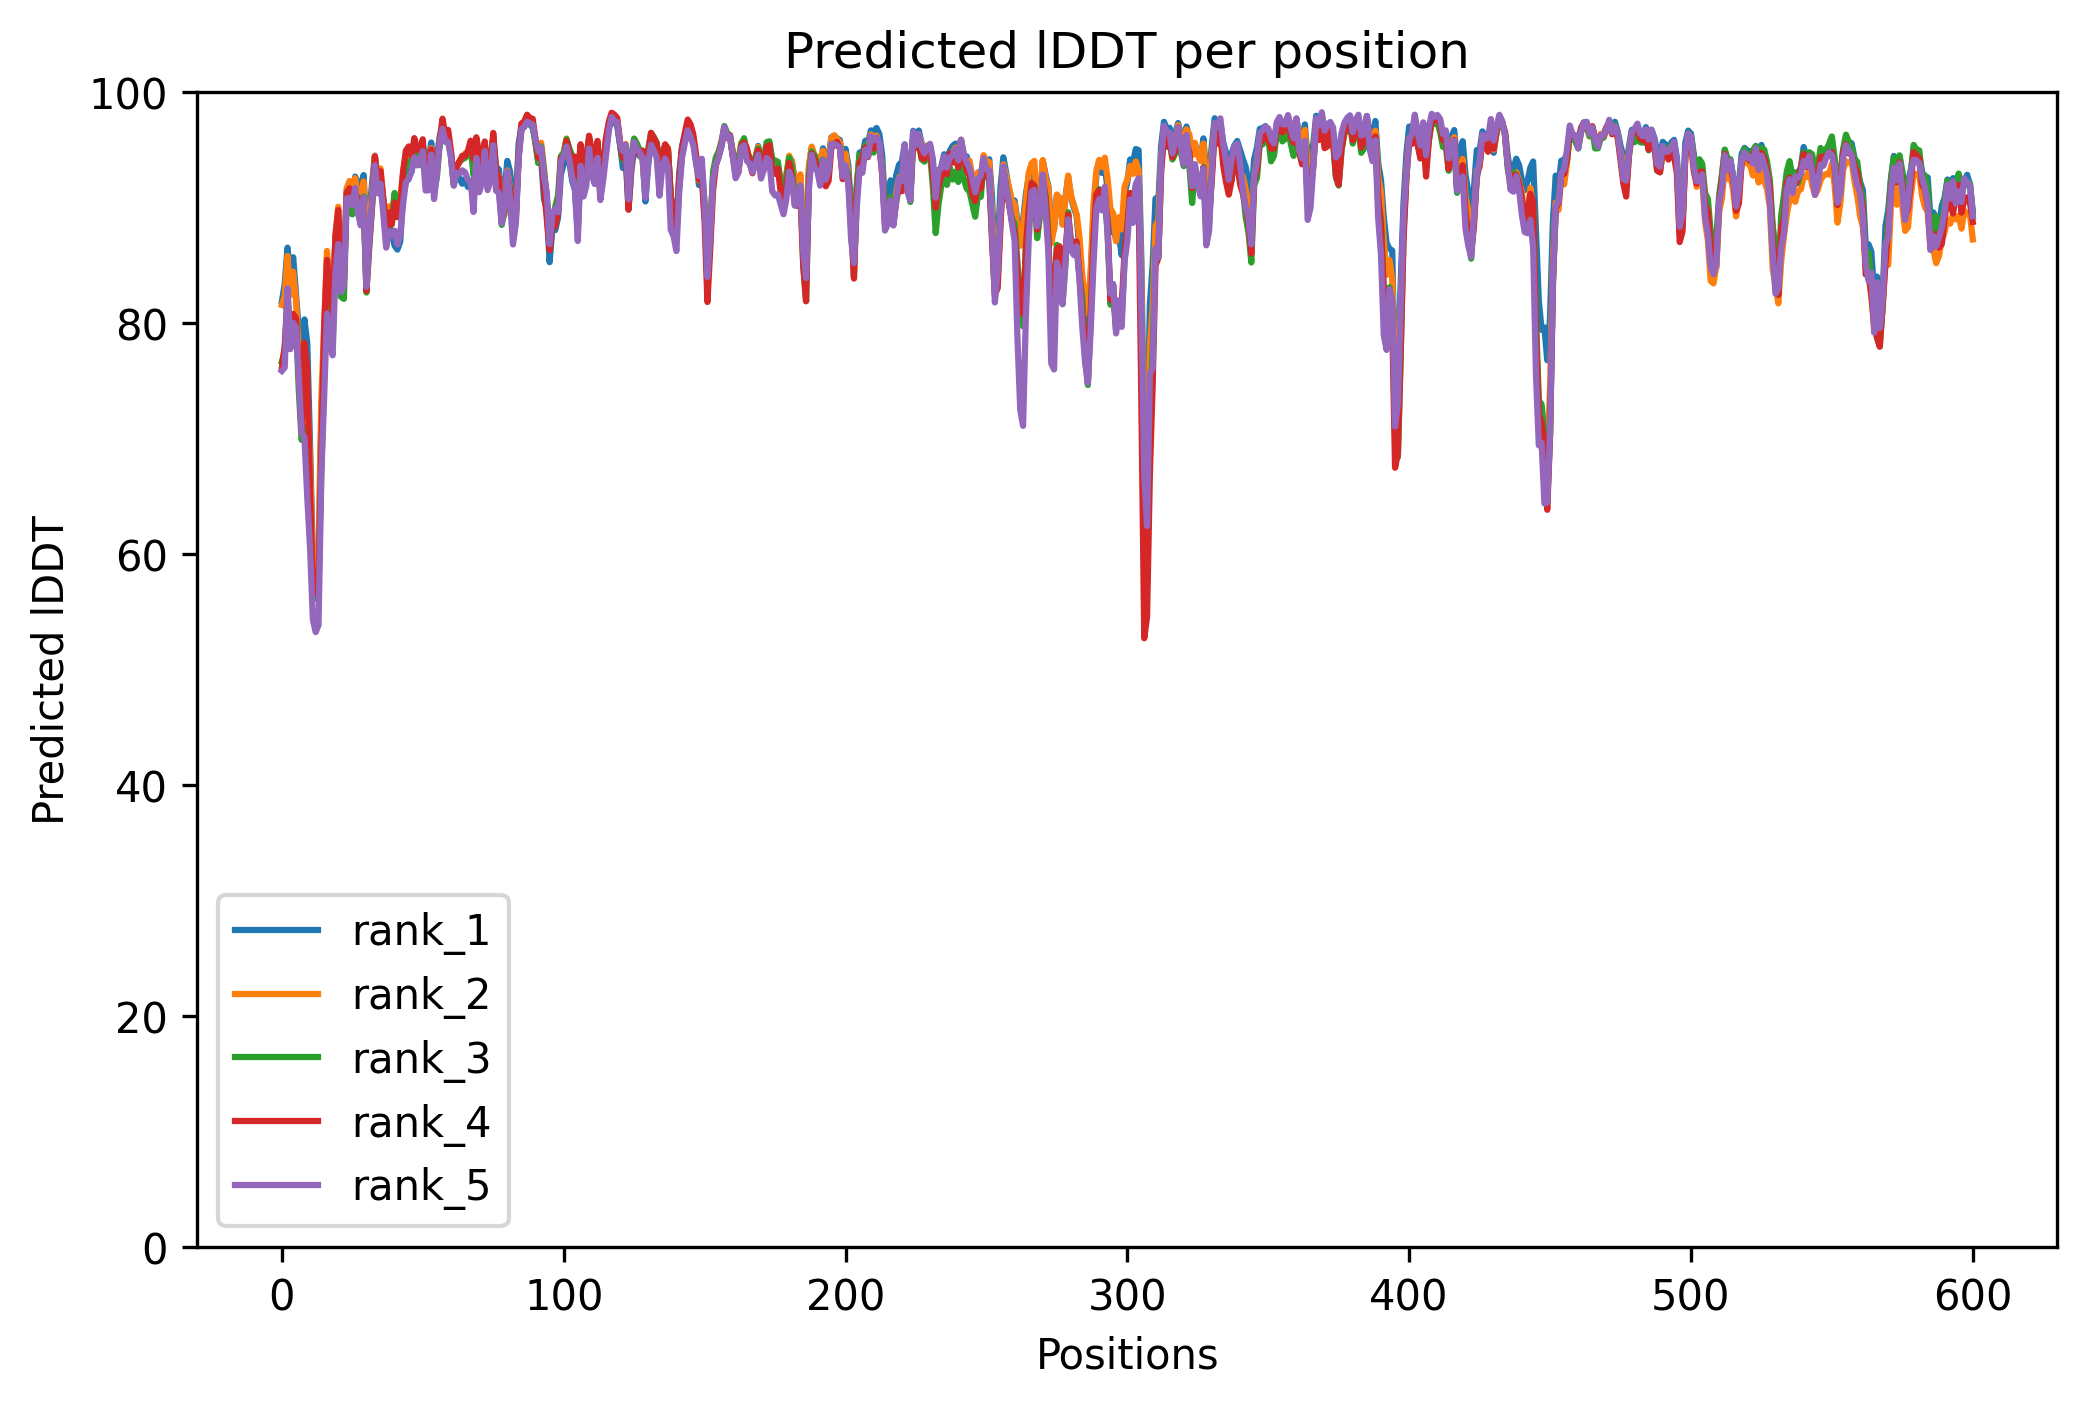 Predicted lDDT per position
100
80
60
40
20
0
Predicted lDDT
rank_1
rank_2
rank_3
rank_4
rank_5
0 100 200 300 400 500 600
Positions